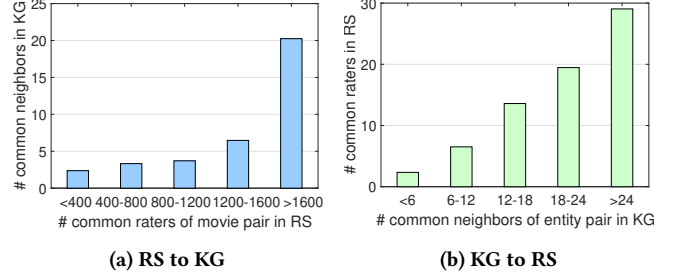 # common neighbors in KG
25
20
15
10
5
0
<400 400-800 800-1200 1200-1600 >1600
# common raters of movie pair in RS
(a) RS to KG
# common raters in RS
30
20
10
0
<6 6-12 12-18 18-24 >24
# common neighbors of entity pair in KG
(b) KG to RS